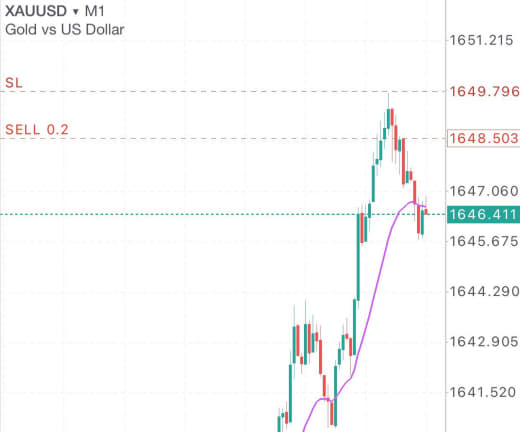 XAUUSD ▾ M1
Gold vs US Dollar
1651.215
SL
1649.796
SELL 0.2
1648.503
1647.060
1646.411
1645.675
1644.290
1642.905
1641.520